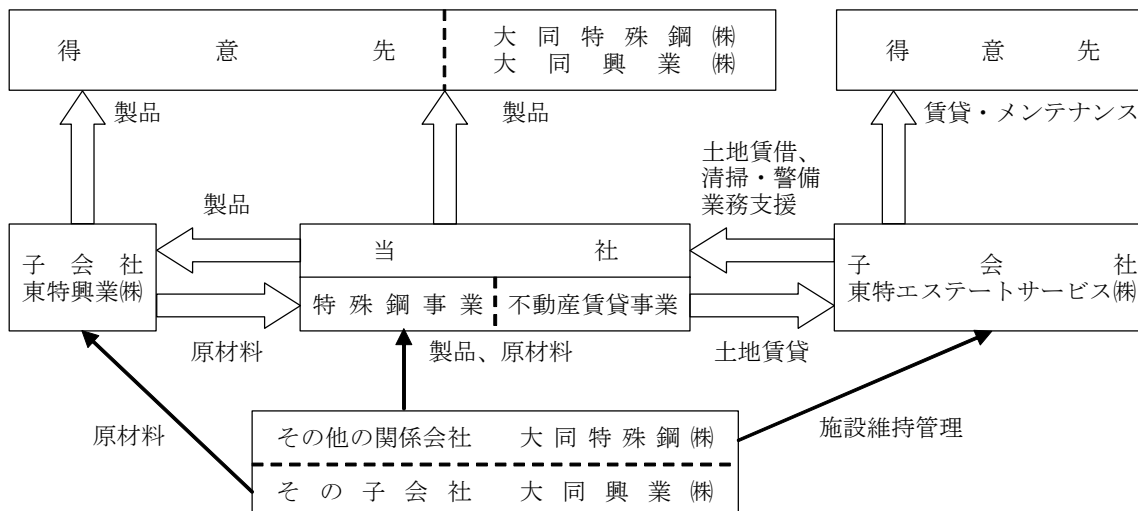 得意先
大同特殊鋼㈱
大同興業㈱
得意先
製品
製品
賃貸・メンテナンス
土地賃借、
清掃・警備
業務支援
製品
子会社
東特興業㈱
当社
特殊鋼事業
不動産賃貸事業
子会社
東特エステートサービス㈱
原材料
製品、原材料
土地賃貸
原材料
その他の関係会社 大同特殊鋼㈱
その子会社 大同興業㈱
施設維持管理